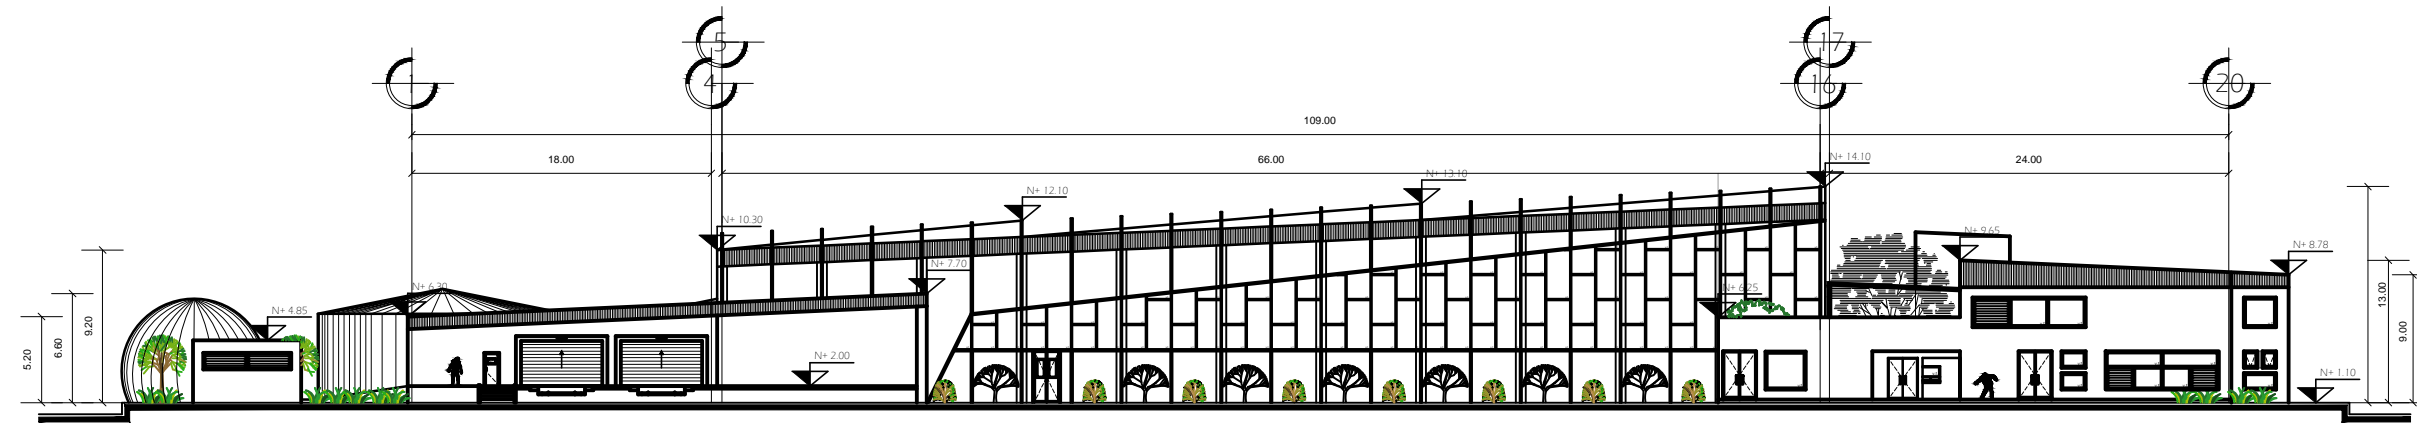 5
17
1
4
16
20
109.00
18.00
66.00
24.00
N+ 14.10
N+ 13.10
N+ 12.10
N+ 10.30
N+ 9.65
N+ 8.78
N+ 7.70
N+ 6.30
N+ 6.25
N+ 4.85
N+ 2.00
N+ 1.10
5.20
6.60
9.20
13.00
9.00